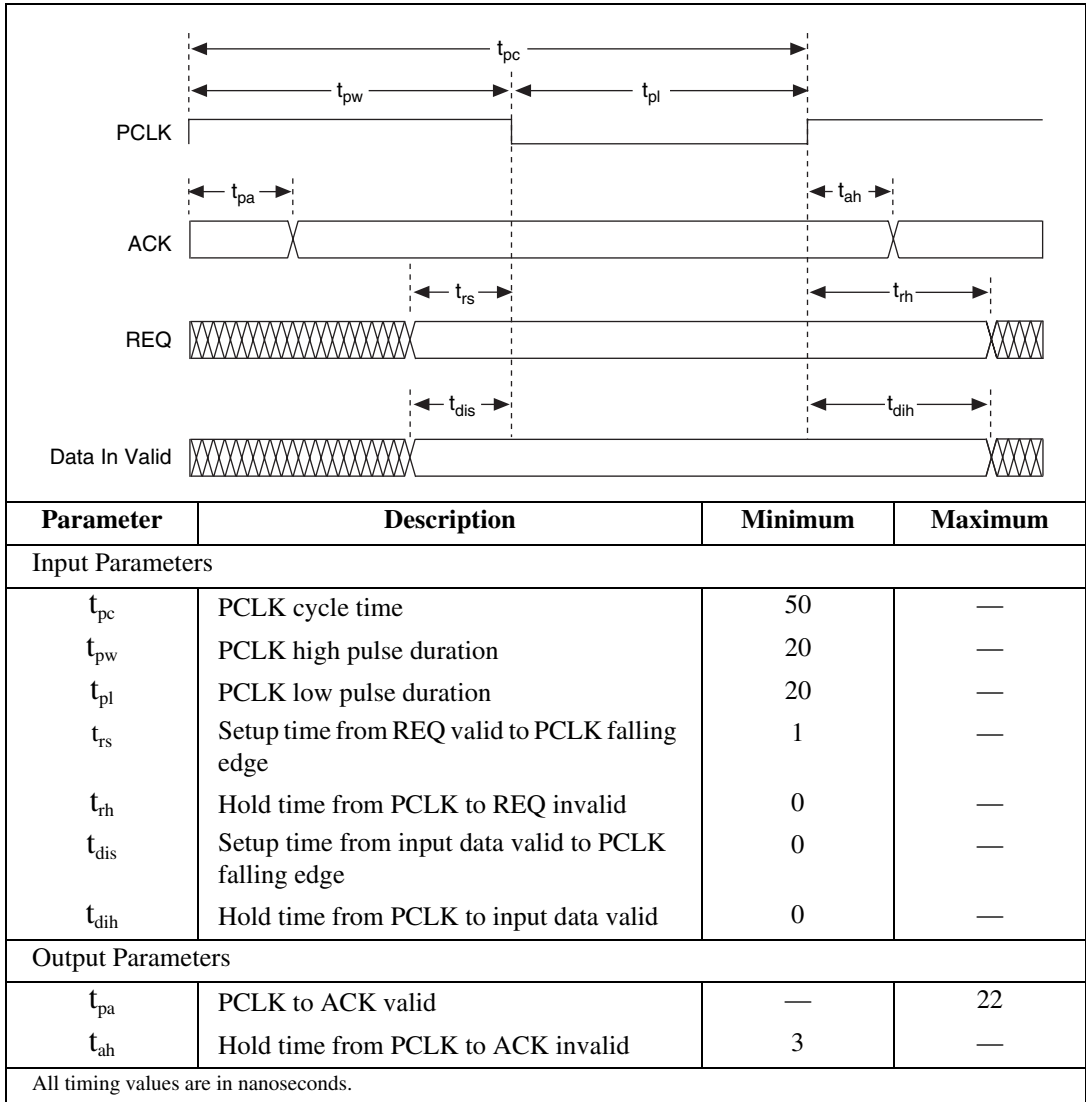 tpc
tpw tpl
PCLK
tpa tah
ACK
trs trh
REQ
tdis tdih
Data In Valid
Parameter Description Minimum Maximum
Input Parameters
tpc PCLK cycle time 50 —
tpw PCLK high pulse duration 20 —
tpl PCLK low pulse duration 20 —
trs Setup time from REQ valid to PCLK falling 1 —
edge
trh Hold time from PCLK to REQ invalid 0 —
tdis Setup time from input data valid to PCLK 0 —
falling edge
tdih Hold time from PCLK to input data valid 0 —
Output Parameters
tpa PCLK to ACK valid — 22
tah Hold time from PCLK to ACK invalid 3 —
All timing values are in nanoseconds.